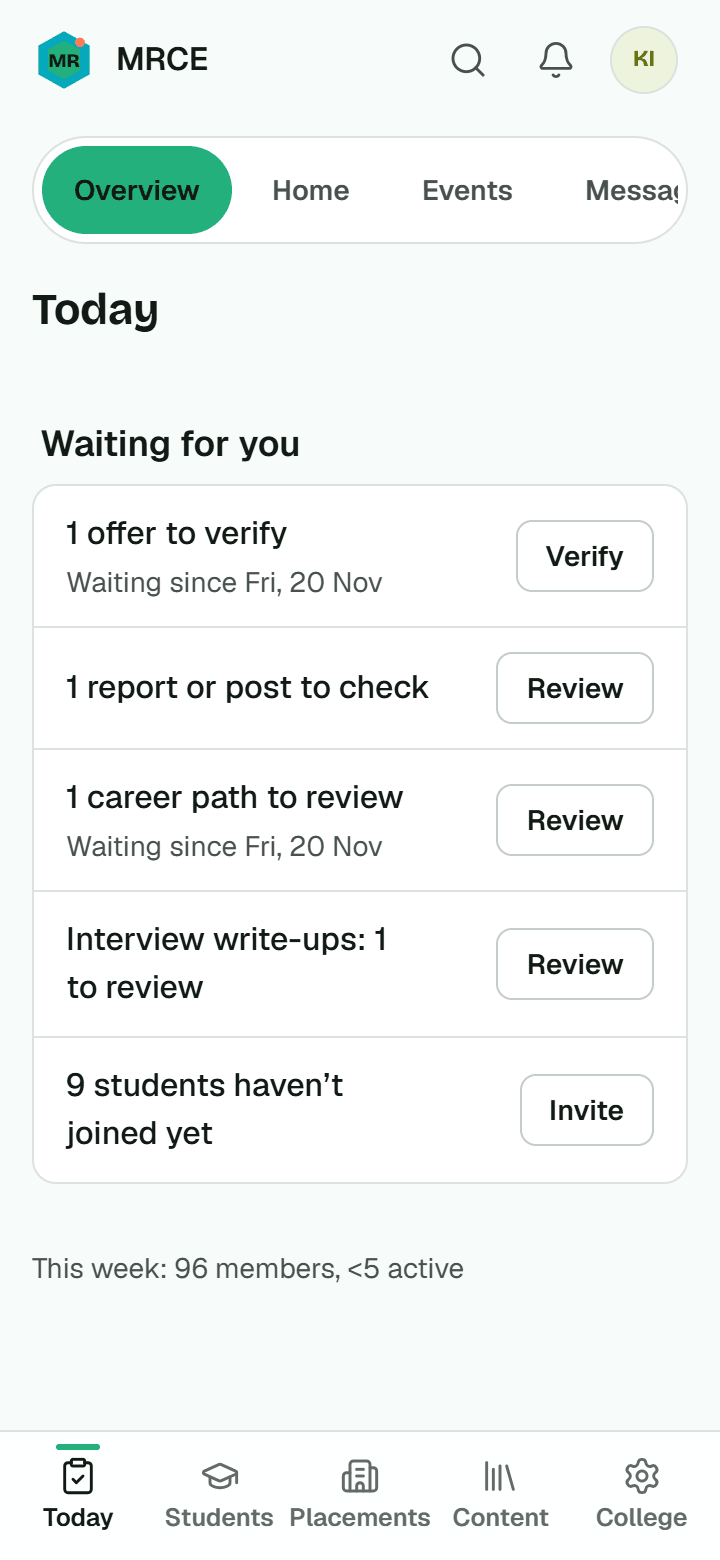 MR
MRCE
KI
Overview Home Events Messag
Today
Waiting for you
1 offer to verify
Waiting since Fri, 20 Nov
Verify
1 report or post to check
Review
1 career path to review
Waiting since Fri, 20 Nov
Review
Interview write-ups: 1
to review
Review
9 students haven’t
joined yet
Invite
This week: 96 members, <5 active
Today Students Placements Content College